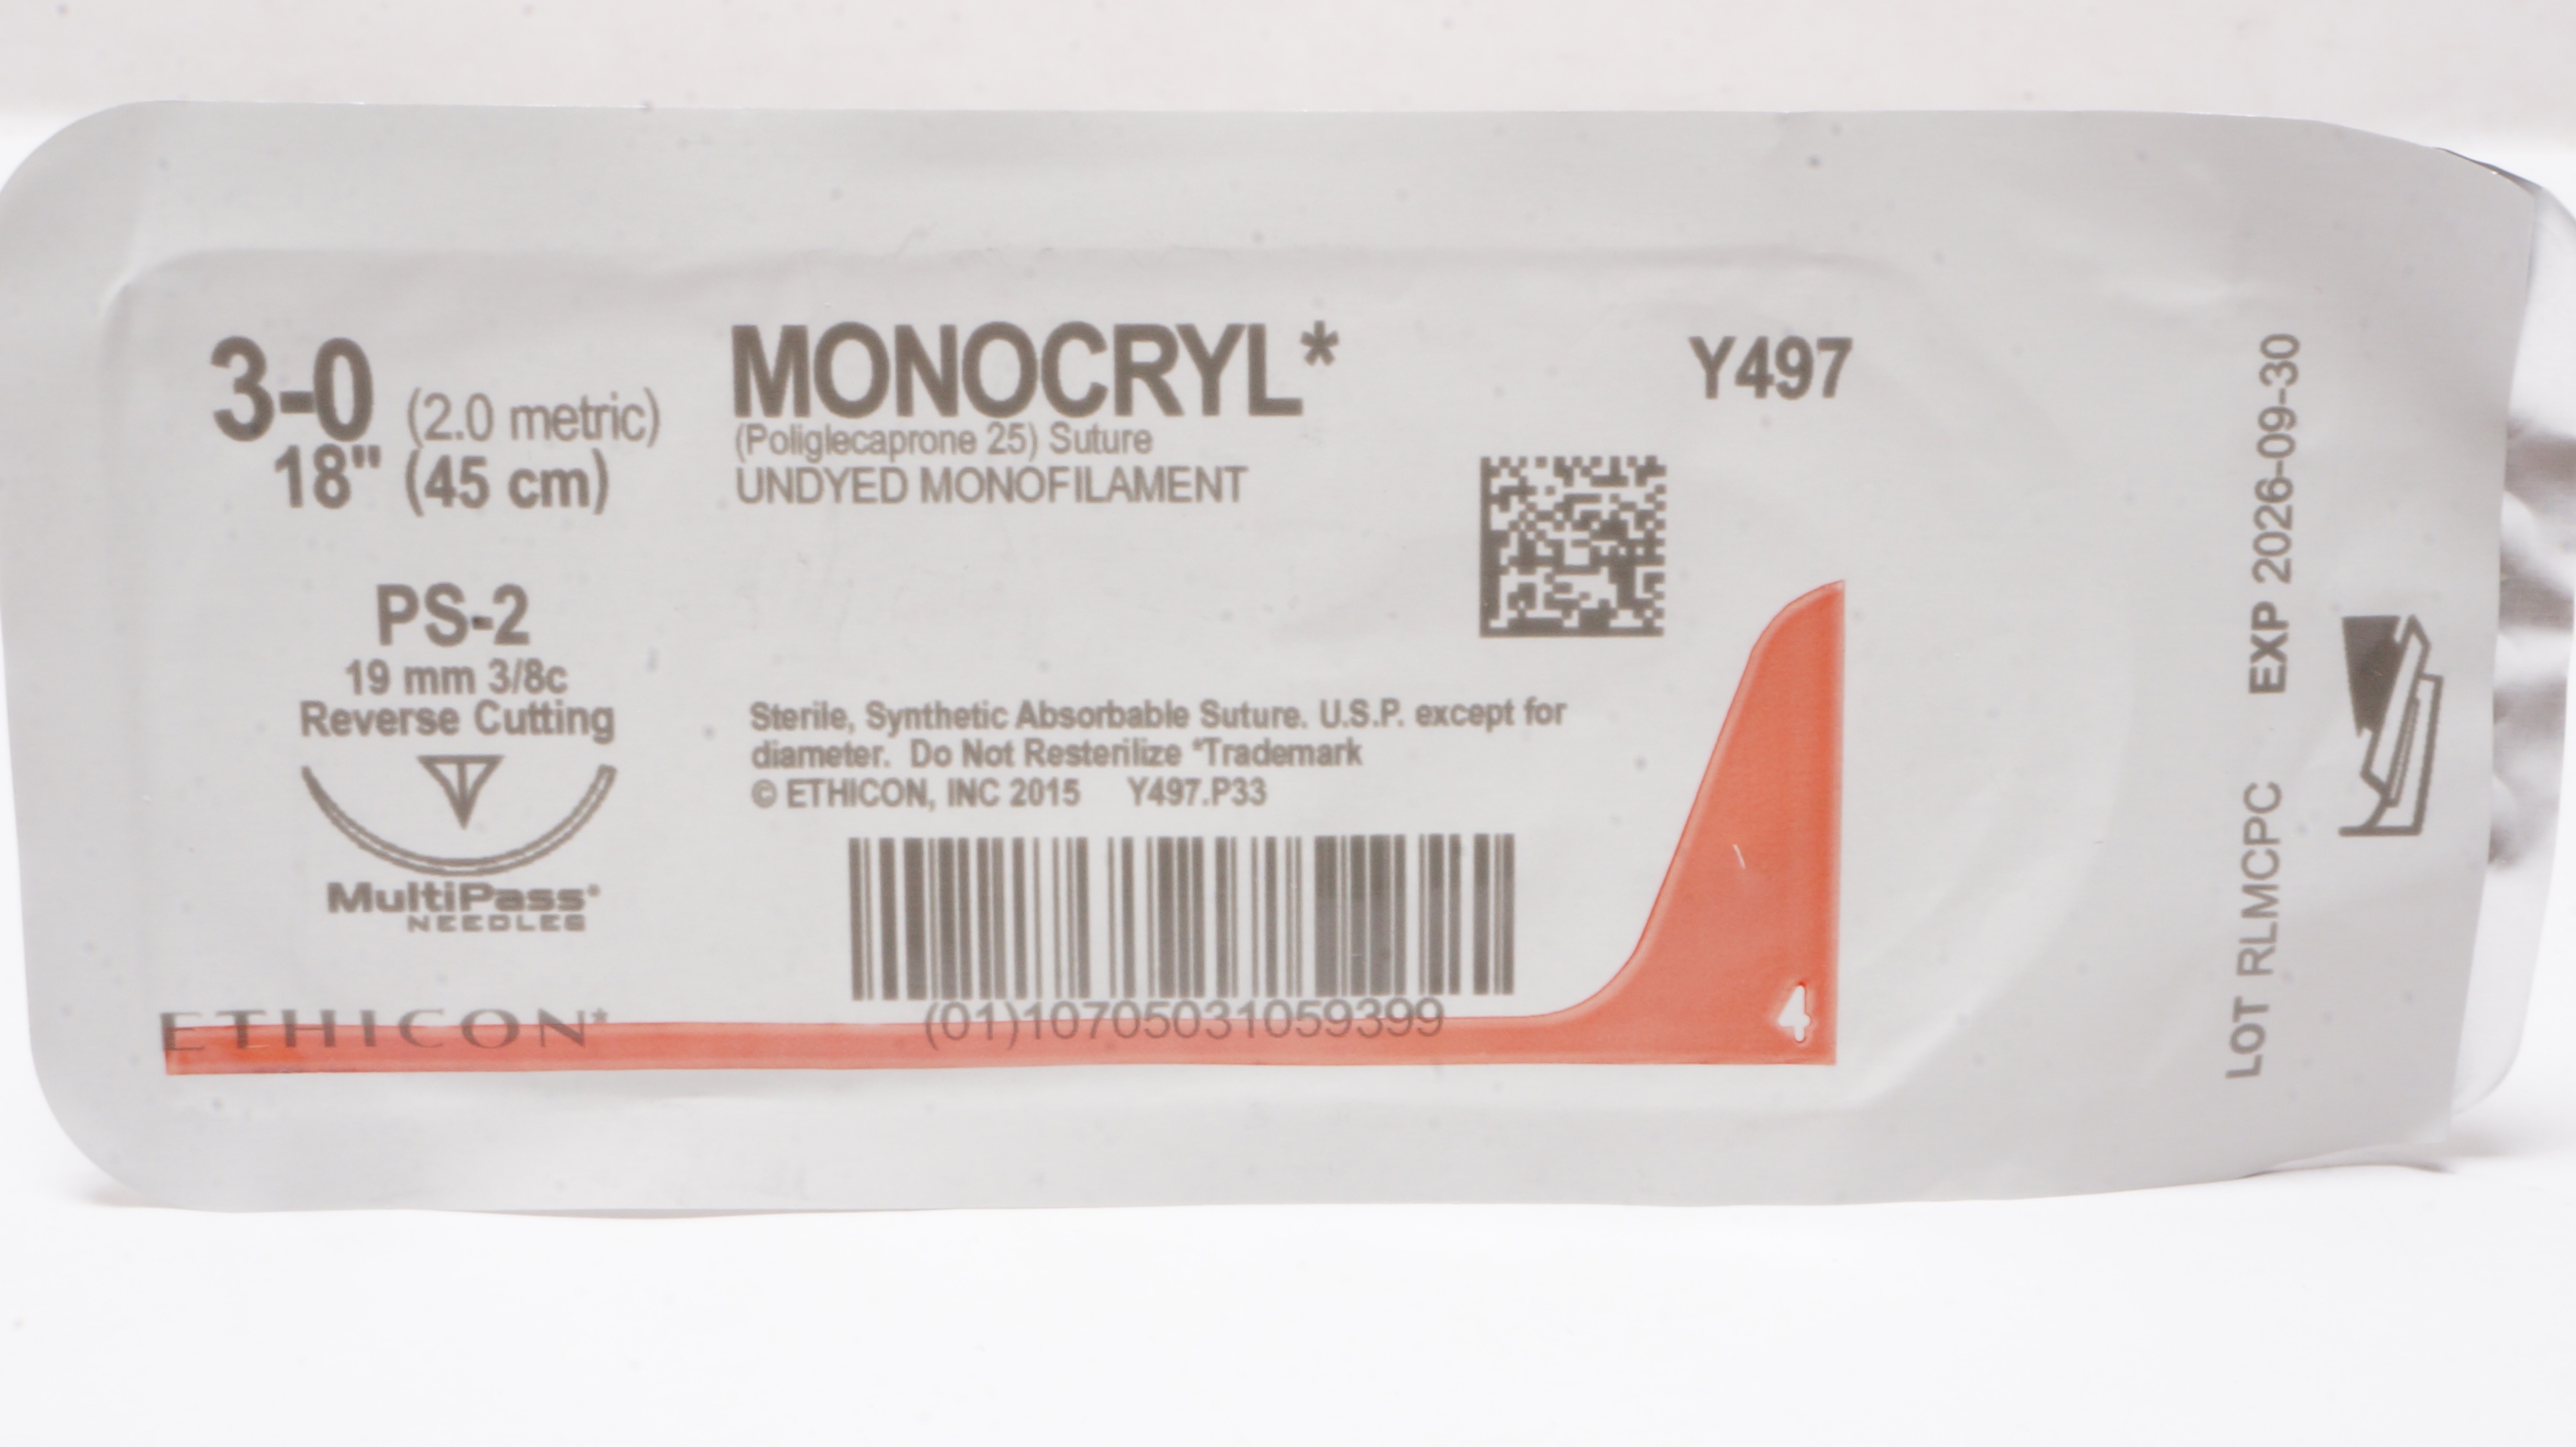 3-0 (2.0 metric)
18" (45 cm)
MONOCRYL*
(Poliglecaprone 25) Suture
UNDYED MONOFILAMENT
Y497
PS-2
19 mm 3/8c
Reverse Cutting
MultiPass*
NEEDLES
Sterile, Synthetic Absorbable Suture. U.S.P. except for
diameter. Do Not Resterilize *Trademark
© ETHICON, INC 2015 Y497.P33
(01)10705031059399
ETHICON*
4
LOT RLMCPC EXP 2026-09-30